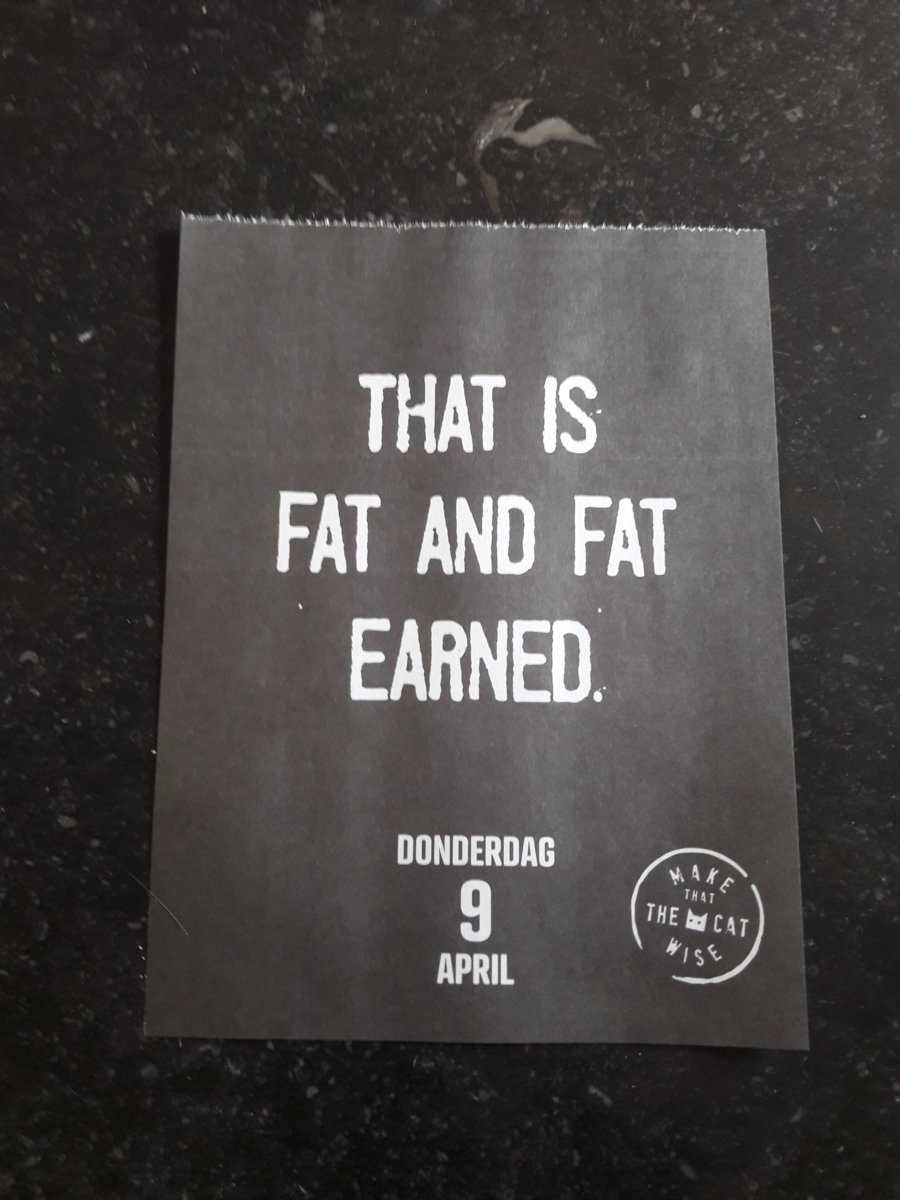 THAT IS
FAT AND FAT
EARNED.
DONDERDAG
9
APRIL
MAKE
THAT
THE CAT
WISE